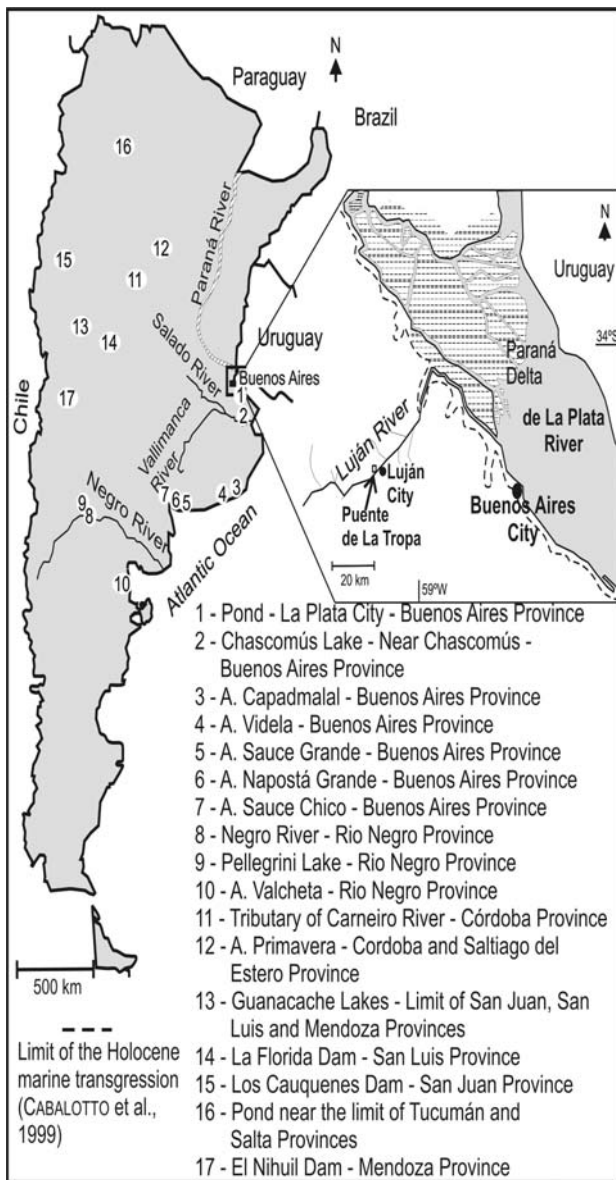 N
Paraguay
Brazil
16
Paraná River
N
15
12
11
Uruguay
34ºS
13
14
Salado River
Uruguay
Paraná
Delta
Buenos Aires
17
1
Chile
2
Vallimanca
River
de La Plata
River
Luján River
Luján
City
Negro River
7
6
5
4
3
9
8
Buenos Aires
City
Puente
de La Tropa
Atlantic Ocean
20 km
59ºW
10
1 - Pond - La Plata City - Buenos Aires Province
2 - Chascomús Lake - Near Chascomús -
Buenos Aires Province
3 - A. Capadmalal - Buenos Aires Province
4 - A. Videla - Buenos Aires Province
5 - A. Sauce Grande - Buenos Aires Province
6 - A. Napostá Grande - Buenos Aires Province
7 - A. Sauce Chico - Buenos Aires Province
8 - Negro River - Rio Negro Province
9 - Pellegrini Lake - Rio Negro Province
10 - A. Valcheta - Rio Negro Province
11 - Tributary of Carneiro River - Córdoba Province
12 - A. Primavera - Cordoba and Saltiago del
Estero Province
13 - Guanacache Lakes - Limit of San Juan, San
Luis and Mendoza Provinces
14 - La Florida Dam - San Luis Province
15 - Los Cauquenes Dam - San Juan Province
16 - Pond near the limit of Tucumán and
Salta Provinces
17 - El Nihuil Dam - Mendoza Province
500 km
Limit of the Holocene
marine transgression
(CABALOTTO et al.,
1999)